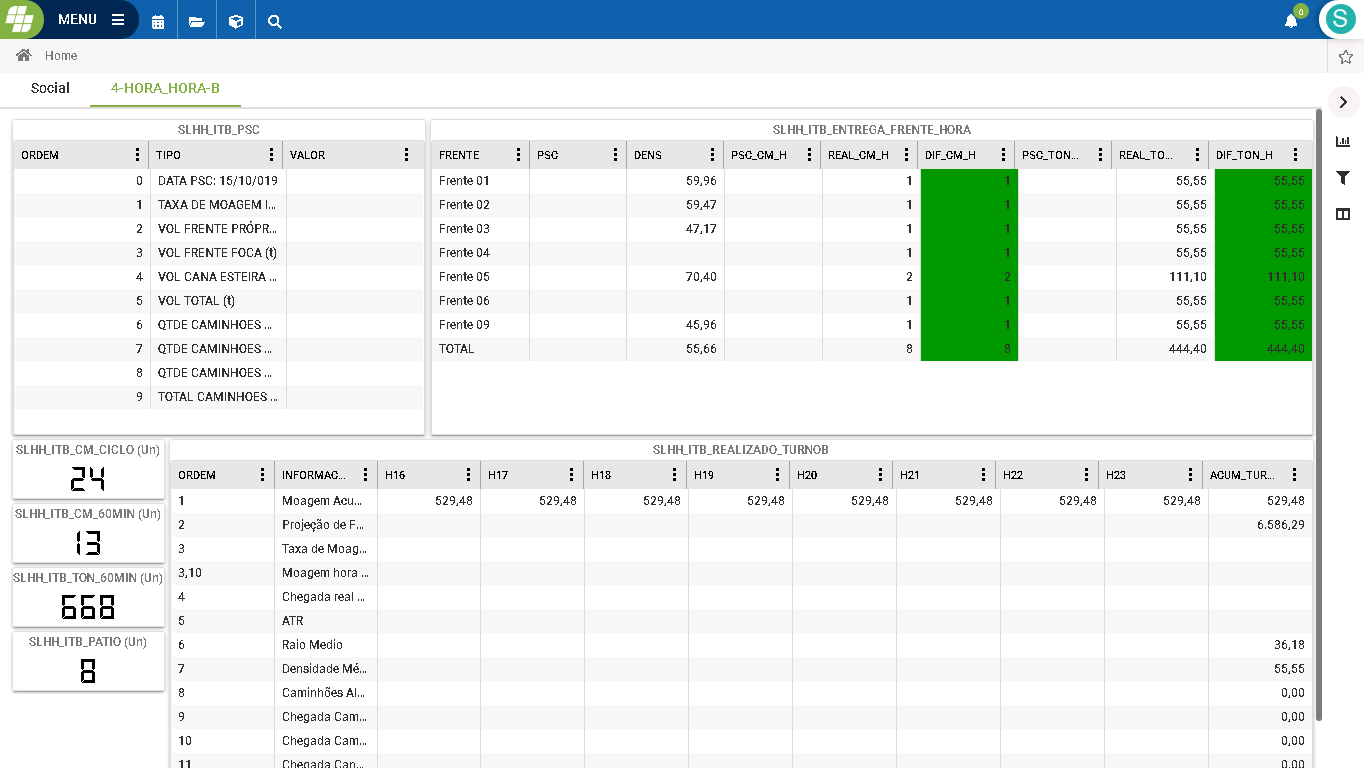 MENU
0
S
Home
Social 4-HORA_HORA-B
SLHH_ITB_PSC
ORDEM TIPO VALOR
0 DATA PSC: 15/10/019
1 TAXA DE MOAGEM I...
2 VOL FRENTE PRÓPR...
3 VOL FRENTE FOCA (t)
4 VOL CANA ESTEIRA ...
5 VOL TOTAL (t)
6 QTDE CAMINHOES ...
7 QTDE CAMINHOES ...
8 QTDE CAMINHOES ...
9 TOTAL CAMINHOES ...
SLHH_ITB_ENTREGA_FRENTE_HORA
FRENTE PSC DENS PSC_CM_H REAL_CM_H DIF_CM_H PSC_TON... REAL_TO... DIF_TON_H
Frente 01 59,96 1 1 55,55 55,55
Frente 02 59,47 1 1 55,55 55,55
Frente 03 47,17 1 1 55,55 55,55
Frente 04 1 1 55,55 55,55
Frente 05 70,40 2 2 111,10 111,10
Frente 06 1 1 55,55 55,55
Frente 09 45,96 1 1 55,55 55,55
TOTAL 55,66 8 8 444,40 444,40
SLHH_ITB_CM_CICLO (Un)
24
SLHH_ITB_CM_60MIN (Un)
13
SLHH_ITB_TON_60MIN (Un)
668
SLHH_ITB_PATIO (Un)
8
SLHH_ITB_REALIZADO_TURNOB
ORDEM INFORMAC... H16 H17 H18 H19 H20 H21 H22 H23 ACUM_TUR...
1 Moagem Acu... 529,48 529,48 529,48 529,48 529,48 529,48 529,48 529,48 529,48
2 Projeção de F... 6.586,29
3 Taxa de Moag...
3,10 Moagem hora ...
4 Chegada real ...
5 ATR
6 Raio Medio 36,18
7 Densidade Mé... 55,55
8 Caminhões Al... 0,00
9 Chegada Cam... 0,00
10 Chegada Cam... 0,00
11 Chegada Can... 0,00